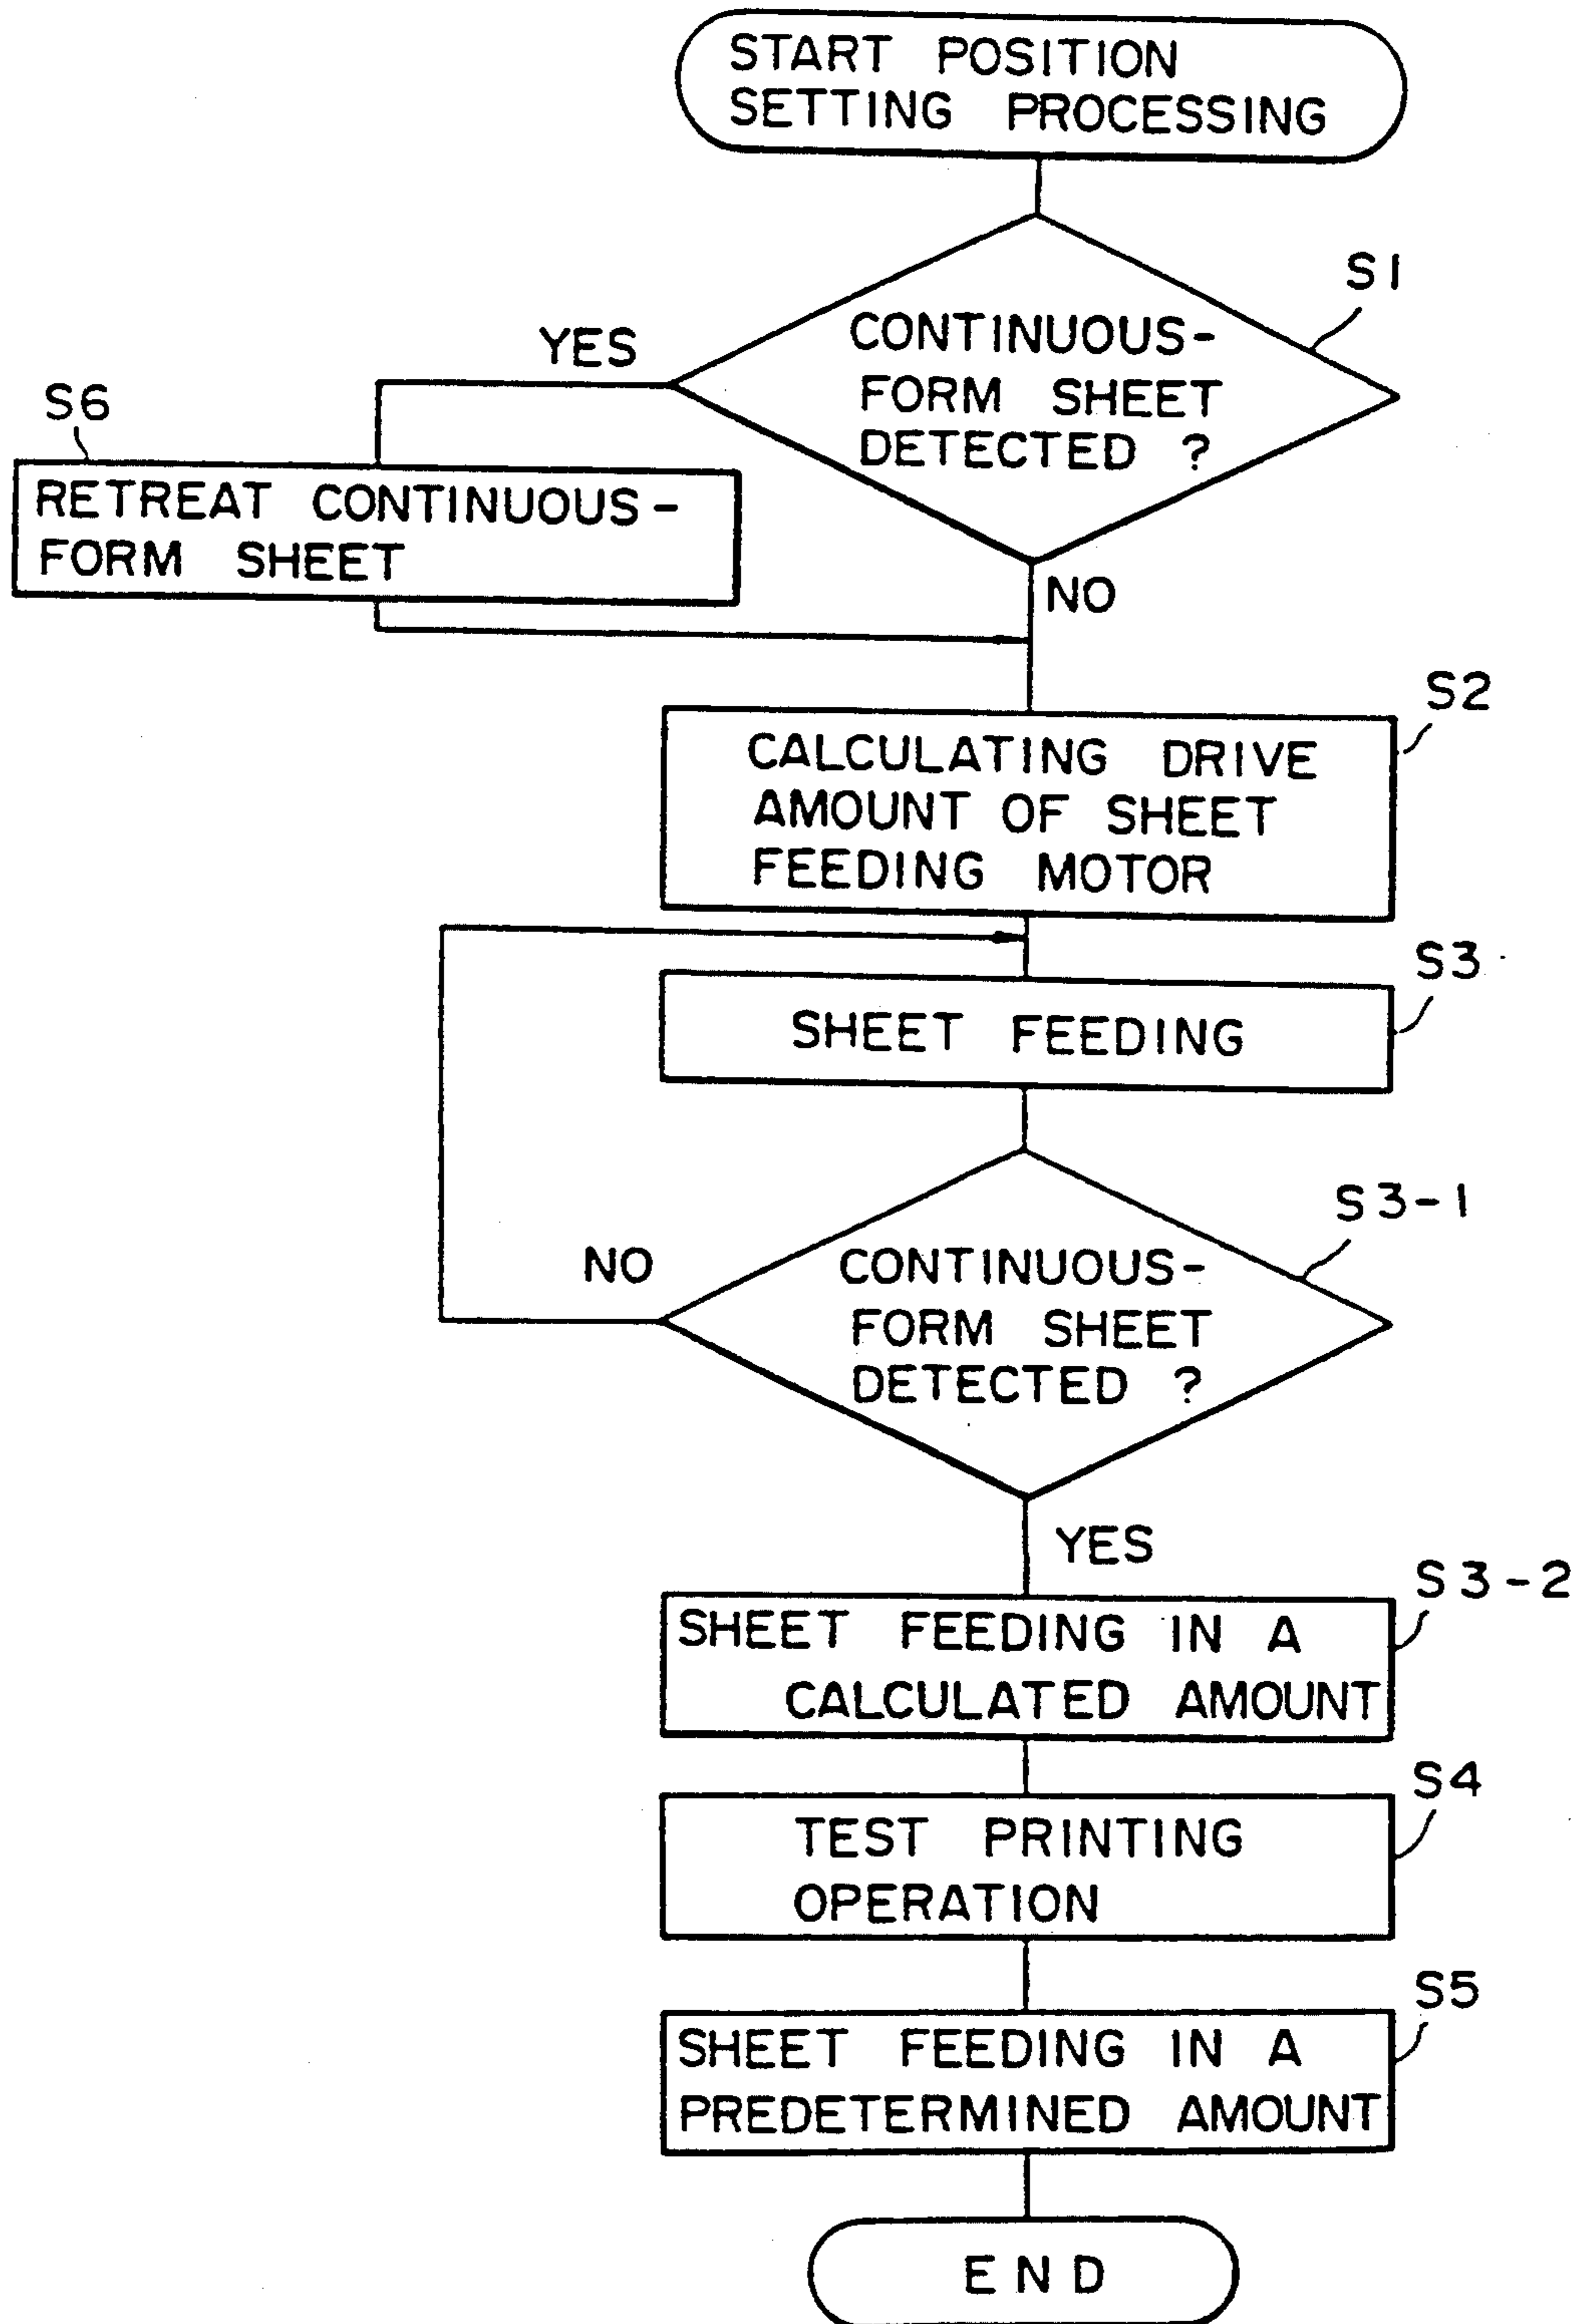 START POSITION
SETTING PROCESSING
S1
CONTINUOUS-
FORM SHEET
DETECTED ?
YES
S6
RETREAT CONTINUOUS-
FORM SHEET
NO
S2
CALCULATING DRIVE
AMOUNT OF SHEET
FEEDING MOTOR
S3
SHEET FEEDING
S3-1
NO
CONTINUOUS-
FORM SHEET
DETECTED ?
YES
S3-2
SHEET FEEDING IN A
CALCULATED AMOUNT
S4
TEST PRINTING
OPERATION
S5
SHEET FEEDING IN A
PREDETERMINED AMOUNT
END